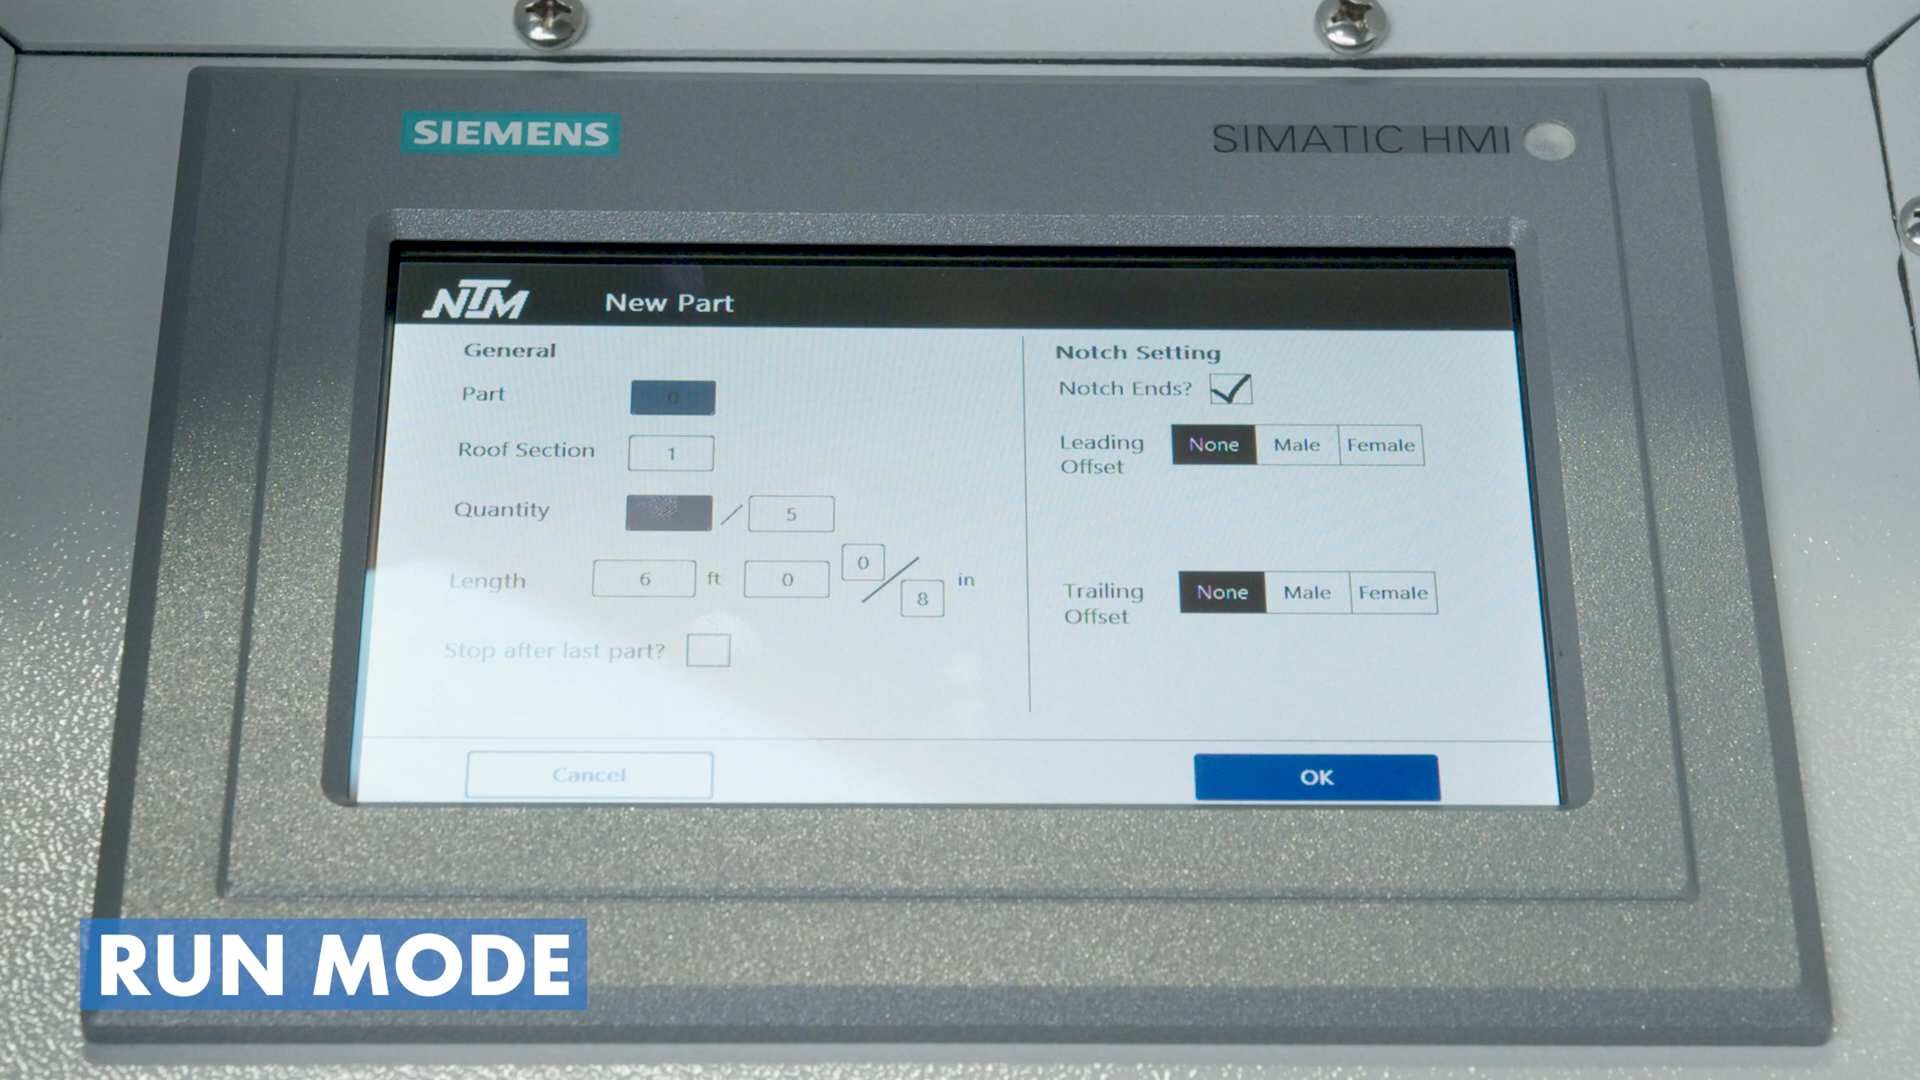 SIEMENS
SIMATIC HMI
NTM New Part
General
Part 0
Roof Section 1
Quantity / 5
Length 6 ft 0 0/8 in
Stop after last part?
Notch Setting
Notch Ends?
Leading Offset None Male Female
Trailing Offset None Male Female
Cancel
OK
RUN MODE